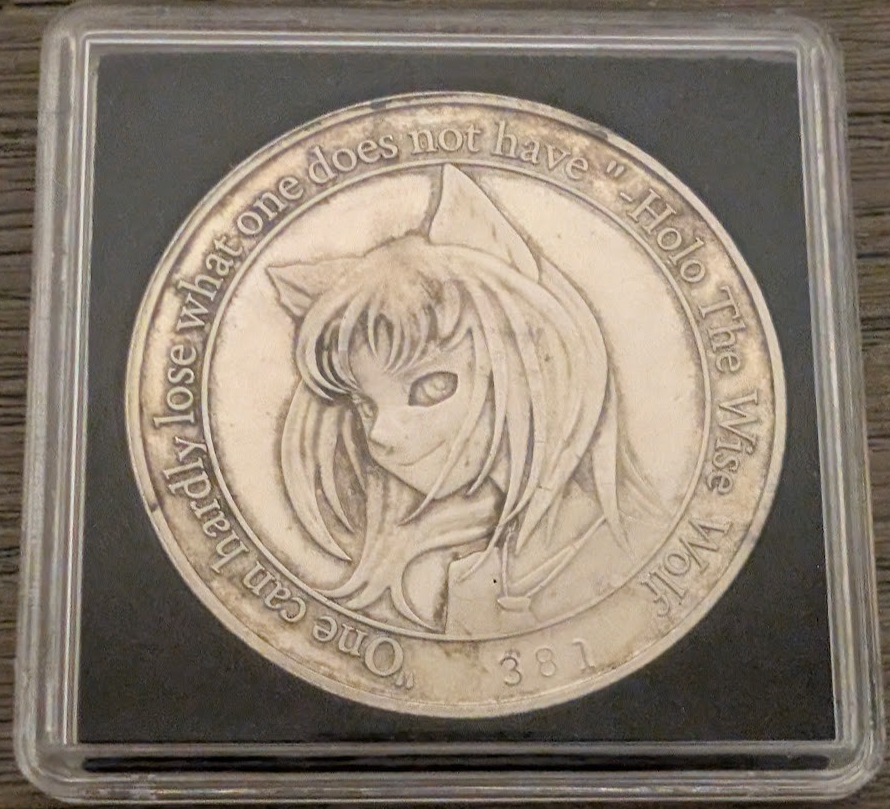 "One can hardly lose what one does not have "-Holo The Wise Wolf
381